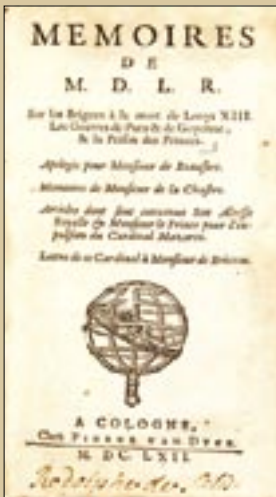 MEMOIRES
DE
M. D. L. R.
Sur les Brigues à la mort de Louys XIII.
Les Guerres de Paris & de Guyenne,
& la Prison des Princes.
Apologie pour Monsieur de Beaufort.
Memoires de Monsieur de la Chastre.
Articles dont sont convenus Son Altesse
Royalle & Monsieur le Prince pour l'ex-
pulsion du Cardinal Mazarin.
Lettre de ce Cardinal à Monsieur de Brienne.
A COLOGNE,
Chez PIERRE VAN DYCK.
M. DC. LXII.